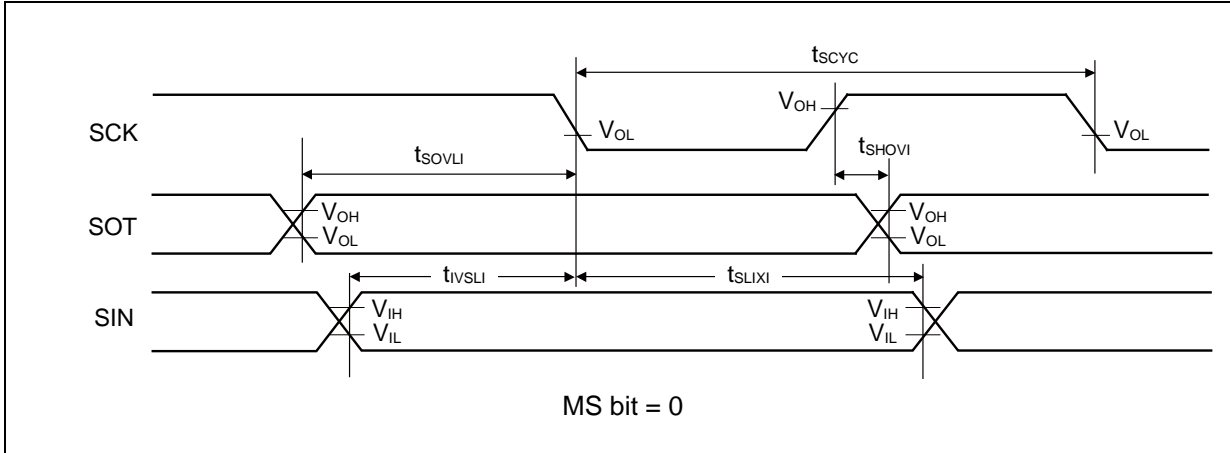 tSCYC
SCK
VOH
VOL
VOL
tSOVLI
tSHOVI
SOT
VOH
VOL
VOH
VOL
tIVSLI
tSLIXI
SIN
VIH
VIL
VIH
VIL
MS bit = 0